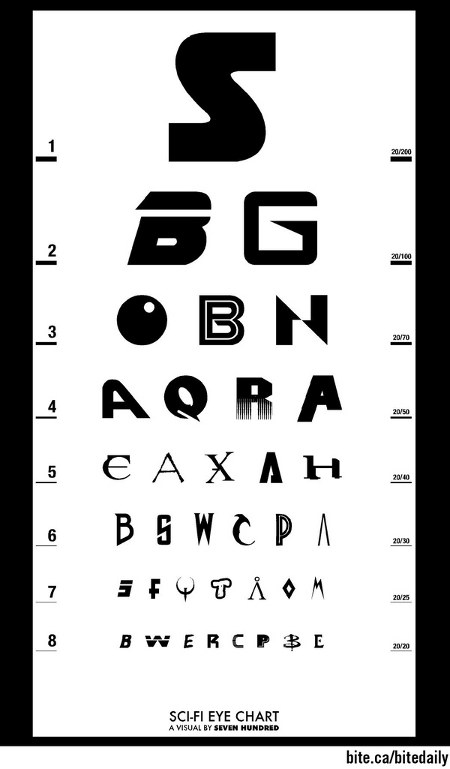 S
1 20/200
B G
2 20/100
O B N
3 20/70
A Q R A
4 20/50
E A X A H
5 20/40
B S W C P Λ
6 20/30
S F Y T Å O M
7 20/25
B W E R C P B E
8 20/20
SCI-FI EYE CHART
A VISUAL BY SEVEN HUNDRED
bite.ca/bitedaily